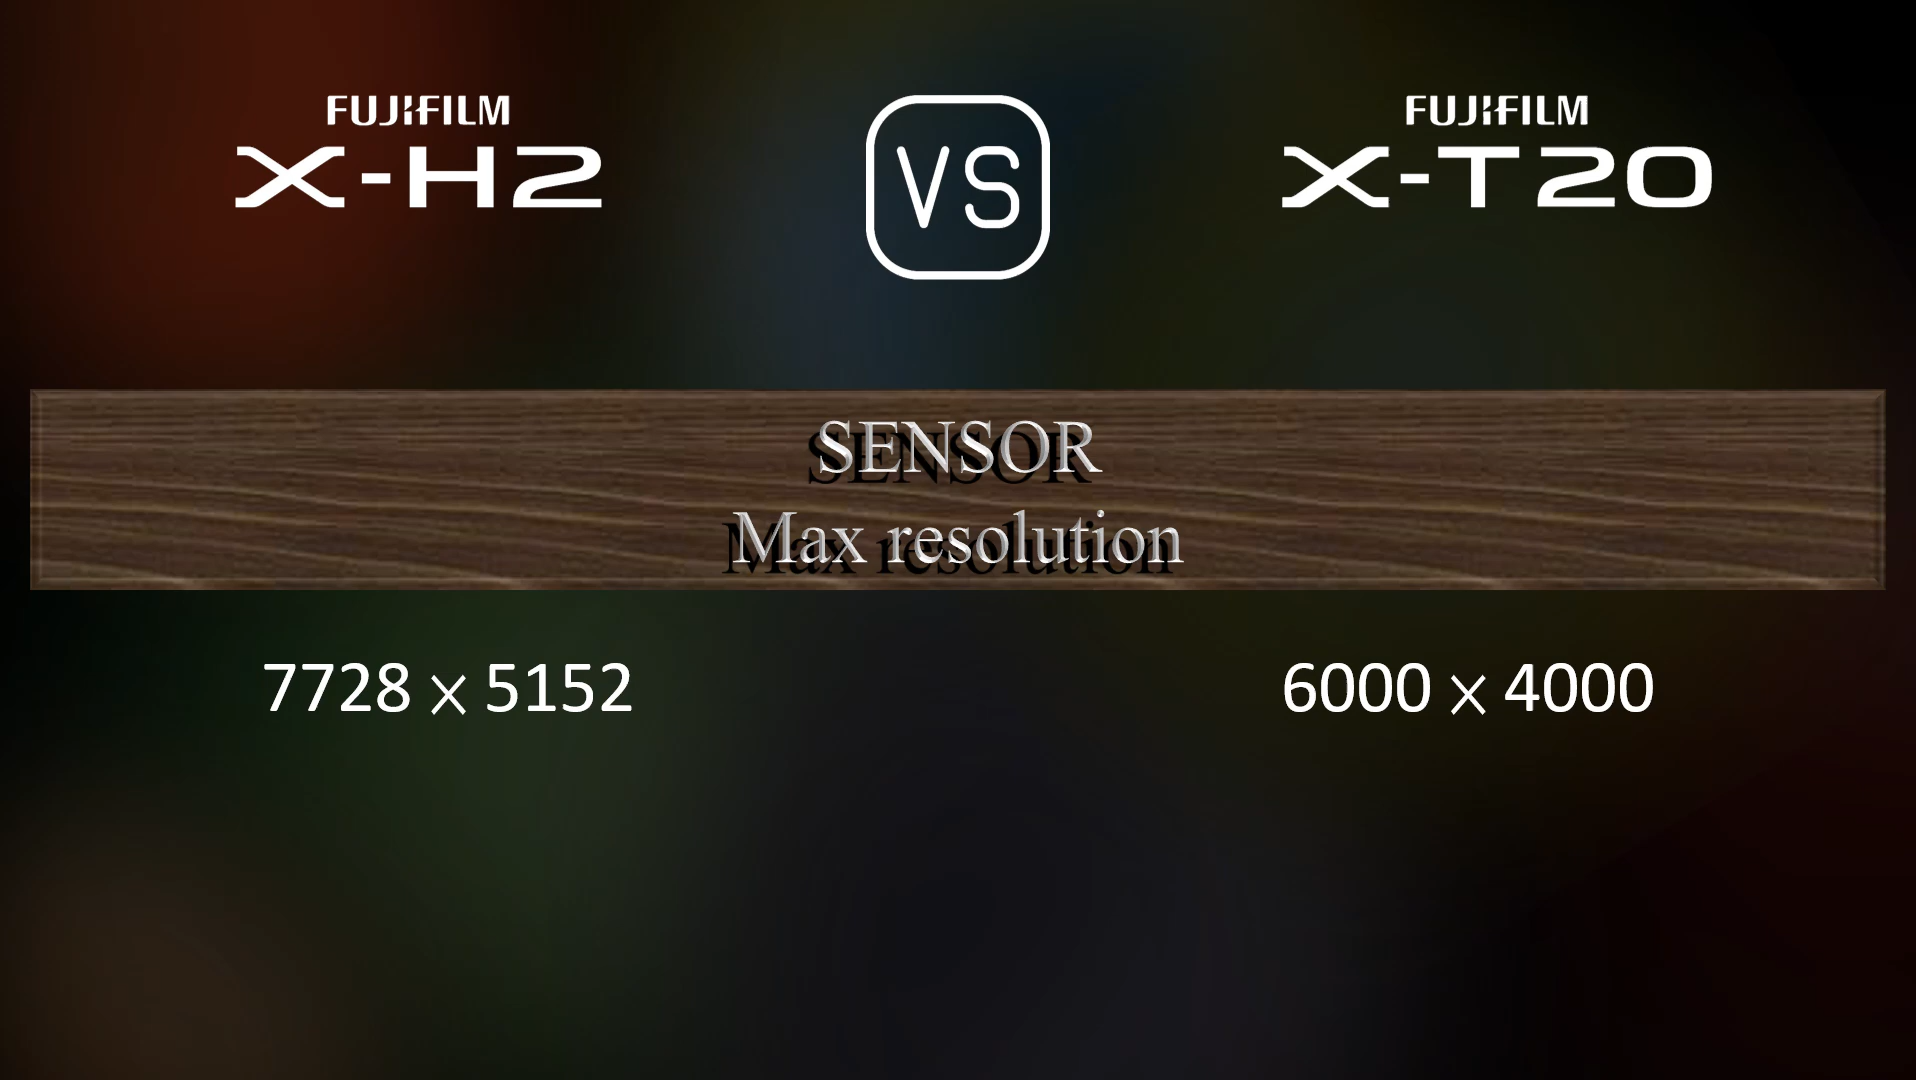 FUJIFILM
X-H2
VS
FUJIFILM
X-T20
SENSOR
Max resolution
7728 x 5152
6000 x 4000